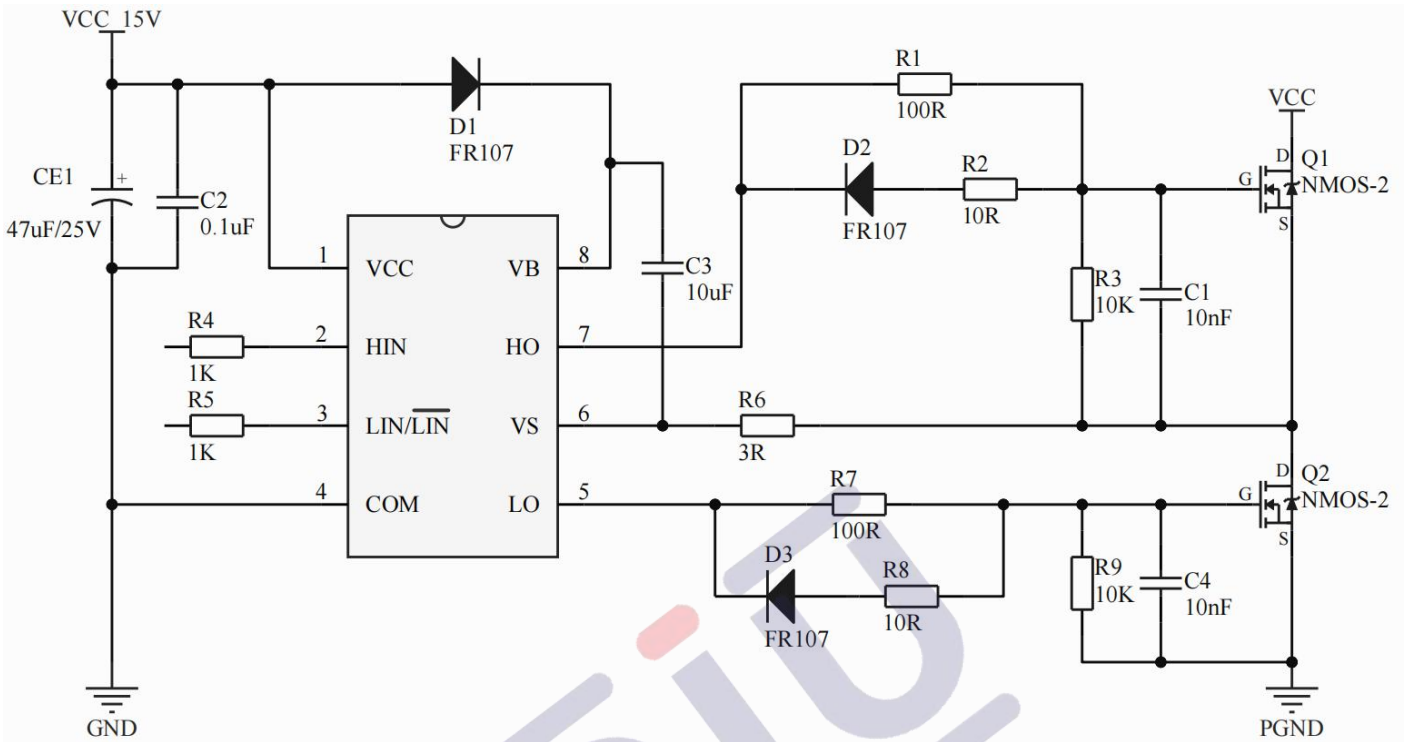 VCC_15V
R1
100R
VCC
D1
FR107
D2
FR107
R2
10R
D
Q1
G
NMOS-2
S
CE1
+
47uF/25V
C2
0.1uF
1
VCC
VB
8
C3
10uF
R3
10K
C1
10nF
R4
1K
2
HIN
HO
7
R5
1K
3
LIN/LIN
VS
6
R6
3R
4
COM
LO
5
R7
100R
D
Q2
G
NMOS-2
S
D3
FR107
R8
10R
R9
10K
C4
10nF
GND
PGND